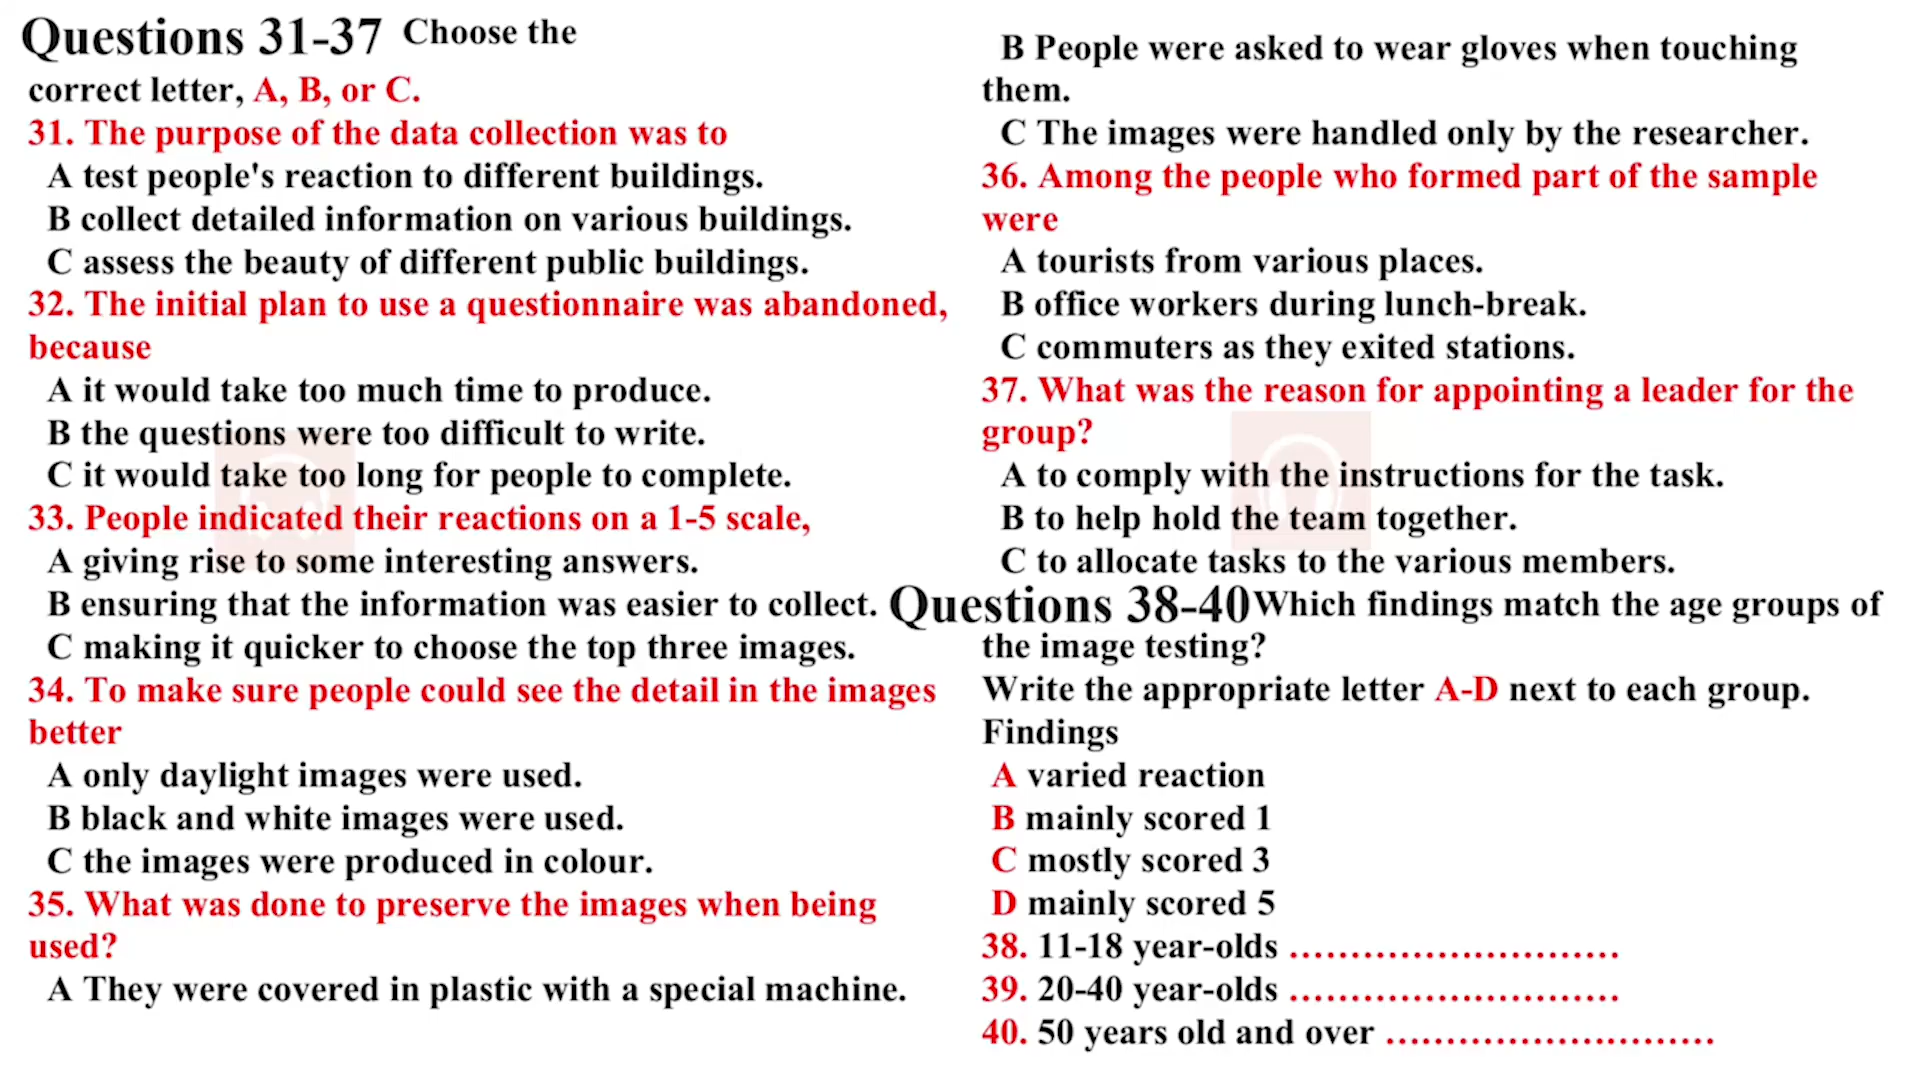 Questions 31-37 Choose the
correct letter, A, B, or C.
31. The purpose of the data collection was to
A test people's reaction to different buildings.
B collect detailed information on various buildings.
C assess the beauty of different public buildings.
32. The initial plan to use a questionnaire was abandoned,
because
A it would take too much time to produce.
B the questions were too difficult to write.
C it would take too long for people to complete.
33. People indicated their reactions on a 1-5 scale,
A giving rise to some interesting answers.
B ensuring that the information was easier to collect.
C making it quicker to choose the top three images.
34. To make sure people could see the detail in the images
better
A only daylight images were used.
B black and white images were used.
C the images were produced in colour.
35. What was done to preserve the images when being
used?
A They were covered in plastic with a special machine.
B People were asked to wear gloves when touching
them.
C The images were handled only by the researcher.
36. Among the people who formed part of the sample
were
A tourists from various places.
B office workers during lunch-break.
C commuters as they exited stations.
37. What was the reason for appointing a leader for the
group?
A to comply with the instructions for the task.
B to help hold the team together.
C to allocate tasks to the various members.
Questions 38-40 Which findings match the age groups of
the image testing?
Write the appropriate letter A-D next to each group.
Findings
A varied reaction
B mainly scored 1
C mostly scored 3
D mainly scored 5
38. 11-18 year-olds ...........................
39. 20-40 year-olds ...........................
40. 50 years old and over ...........................